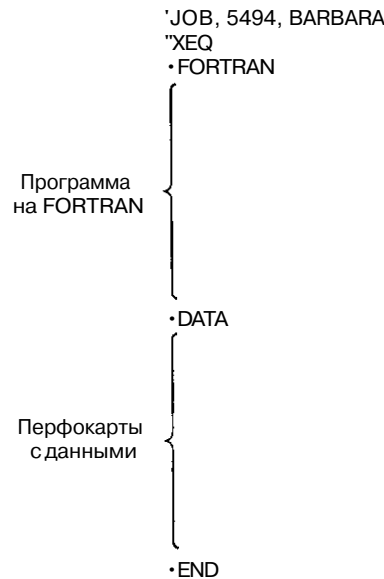 'JOB, 5494, BARBARA
"XEQ
•FORTRAN
Программа
на FORTRAN
•DATA
Перфокарты
с данными
•END